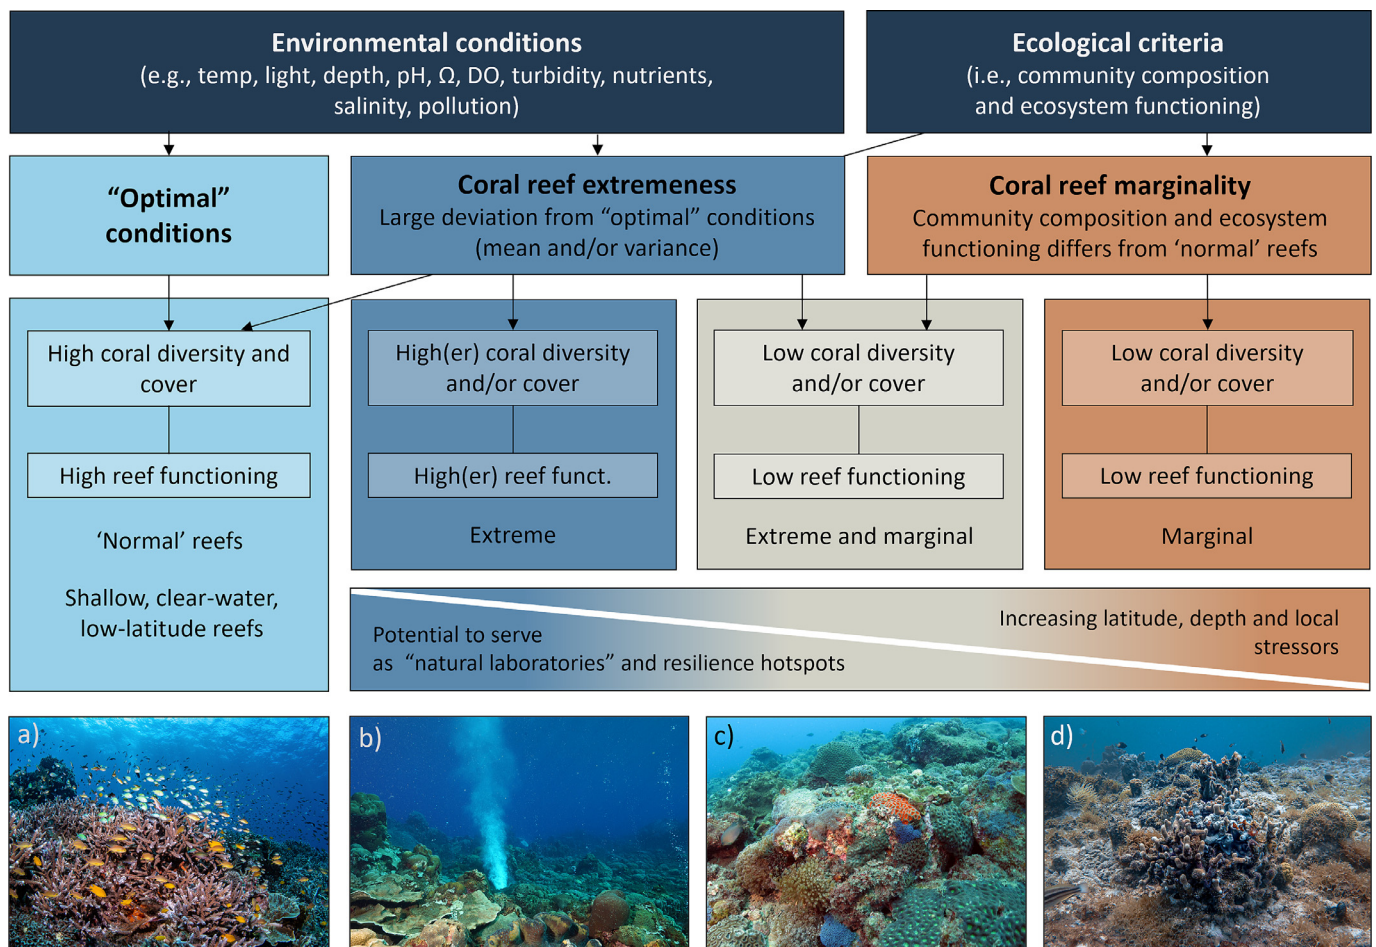 Environmental conditions
(e.g., temp, light, depth, pH, Ω, DO, turbidity, nutrients,
salinity, pollution)
Ecological criteria
(i.e., community composition
and ecosystem functioning)
“Optimal”
conditions
Coral reef extremeness
Large deviation from “optimal” conditions
(mean and/or variance)
Coral reef marginality
Community composition and ecosystem
functioning differs from ‘normal’ reefs
High coral diversity and
cover
High reef functioning
‘Normal’ reefs
Shallow, clear-water,
low-latitude reefs
High(er) coral diversity
and/or cover
High(er) reef funct.
Extreme
Low coral diversity
and/or cover
Low reef functioning
Extreme and marginal
Low coral diversity
and/or cover
Low reef functioning
Marginal
Potential to serve
as “natural laboratories” and resilience hotspots
Increasing latitude, depth and local
stressors
a)
b)
c)
d)